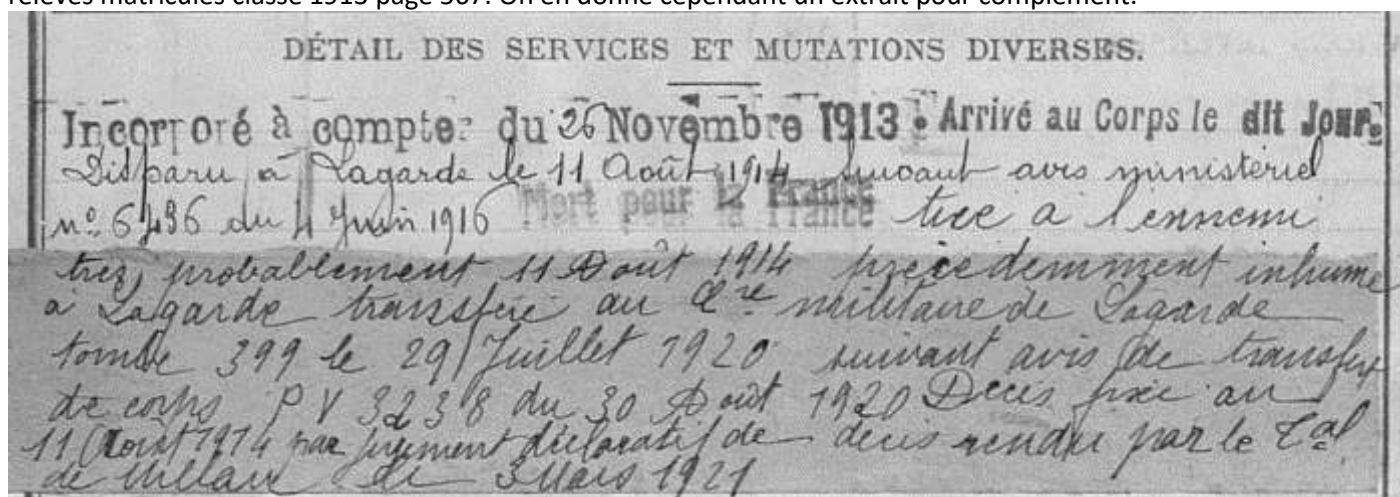 relevés matricules classe 1913 page 367. On en donne cependant un extrait pour complément.
DÉTAIL DES SERVICES ET MUTATIONS DIVERSES.
Incorporé à compter du 26 Novembre 1913. Arrivé au Corps le dit Jour.
Disparu à Lagarde le 11 Août 1914 suivant avis ministériel
Mort pour la France
n° 6496 du 4 Juin 1916 tué a l'ennemi
trez probablement 11 Août 1914 précédemment inhumé
à Lagarde transféré au Cre militaire de Lagarde
tombe 399 le 29 Juillet 1920 suivant avis de transfert
de corps PV 3238 du 30 Août 1920 Décès fixé au
11 Août 1914 par jugement déclaratif de décès rendu par le Tal
de Millau du 3 Mars 1921